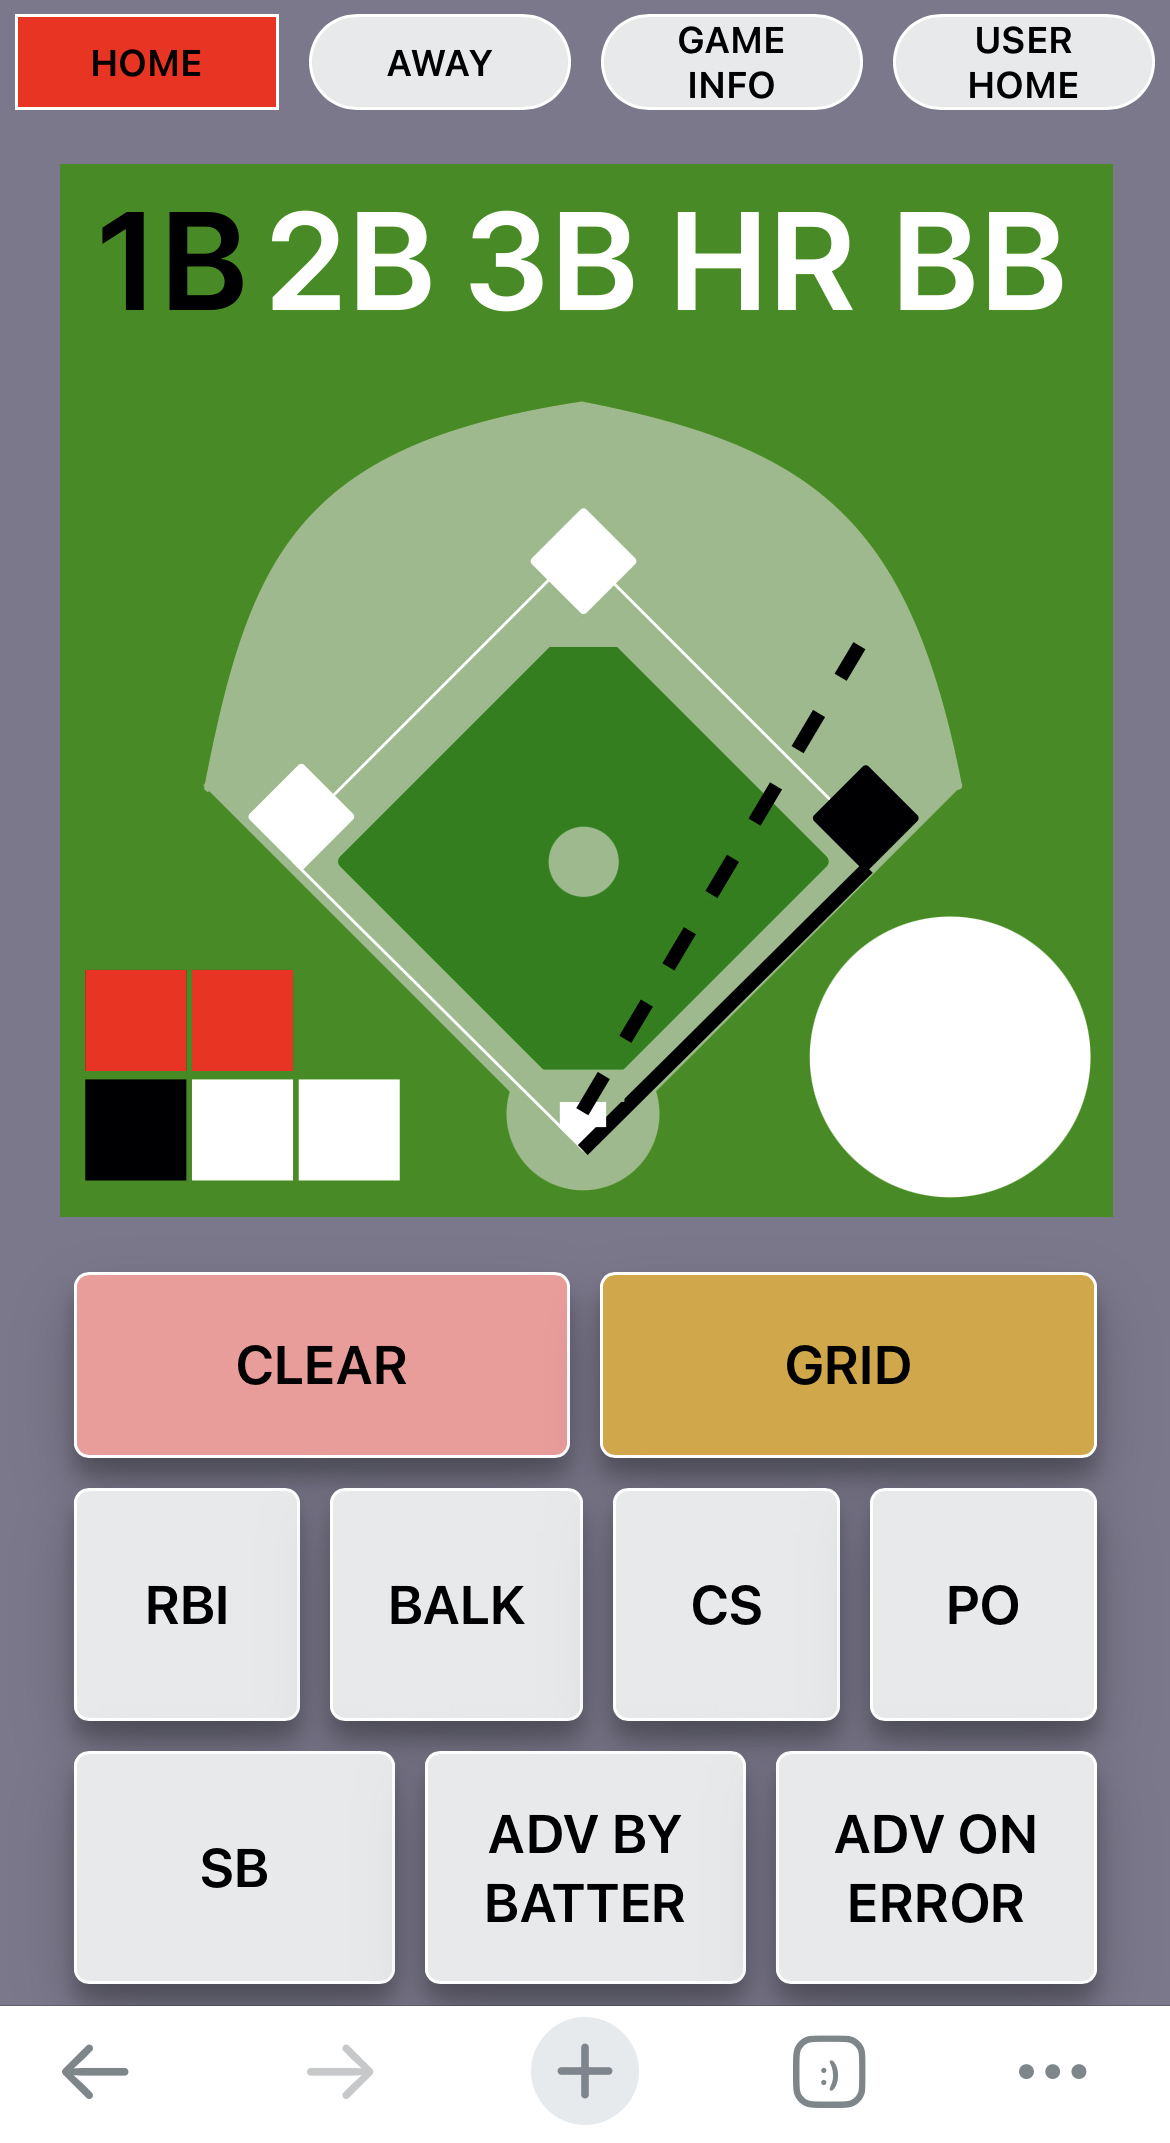 HOME
AWAY
GAME
INFO
USER
HOME
1B 2B 3B HR BB
CLEAR
GRID
RBI
BALK
CS
PO
SB
ADV BY
BATTER
ADV ON
ERROR
:)